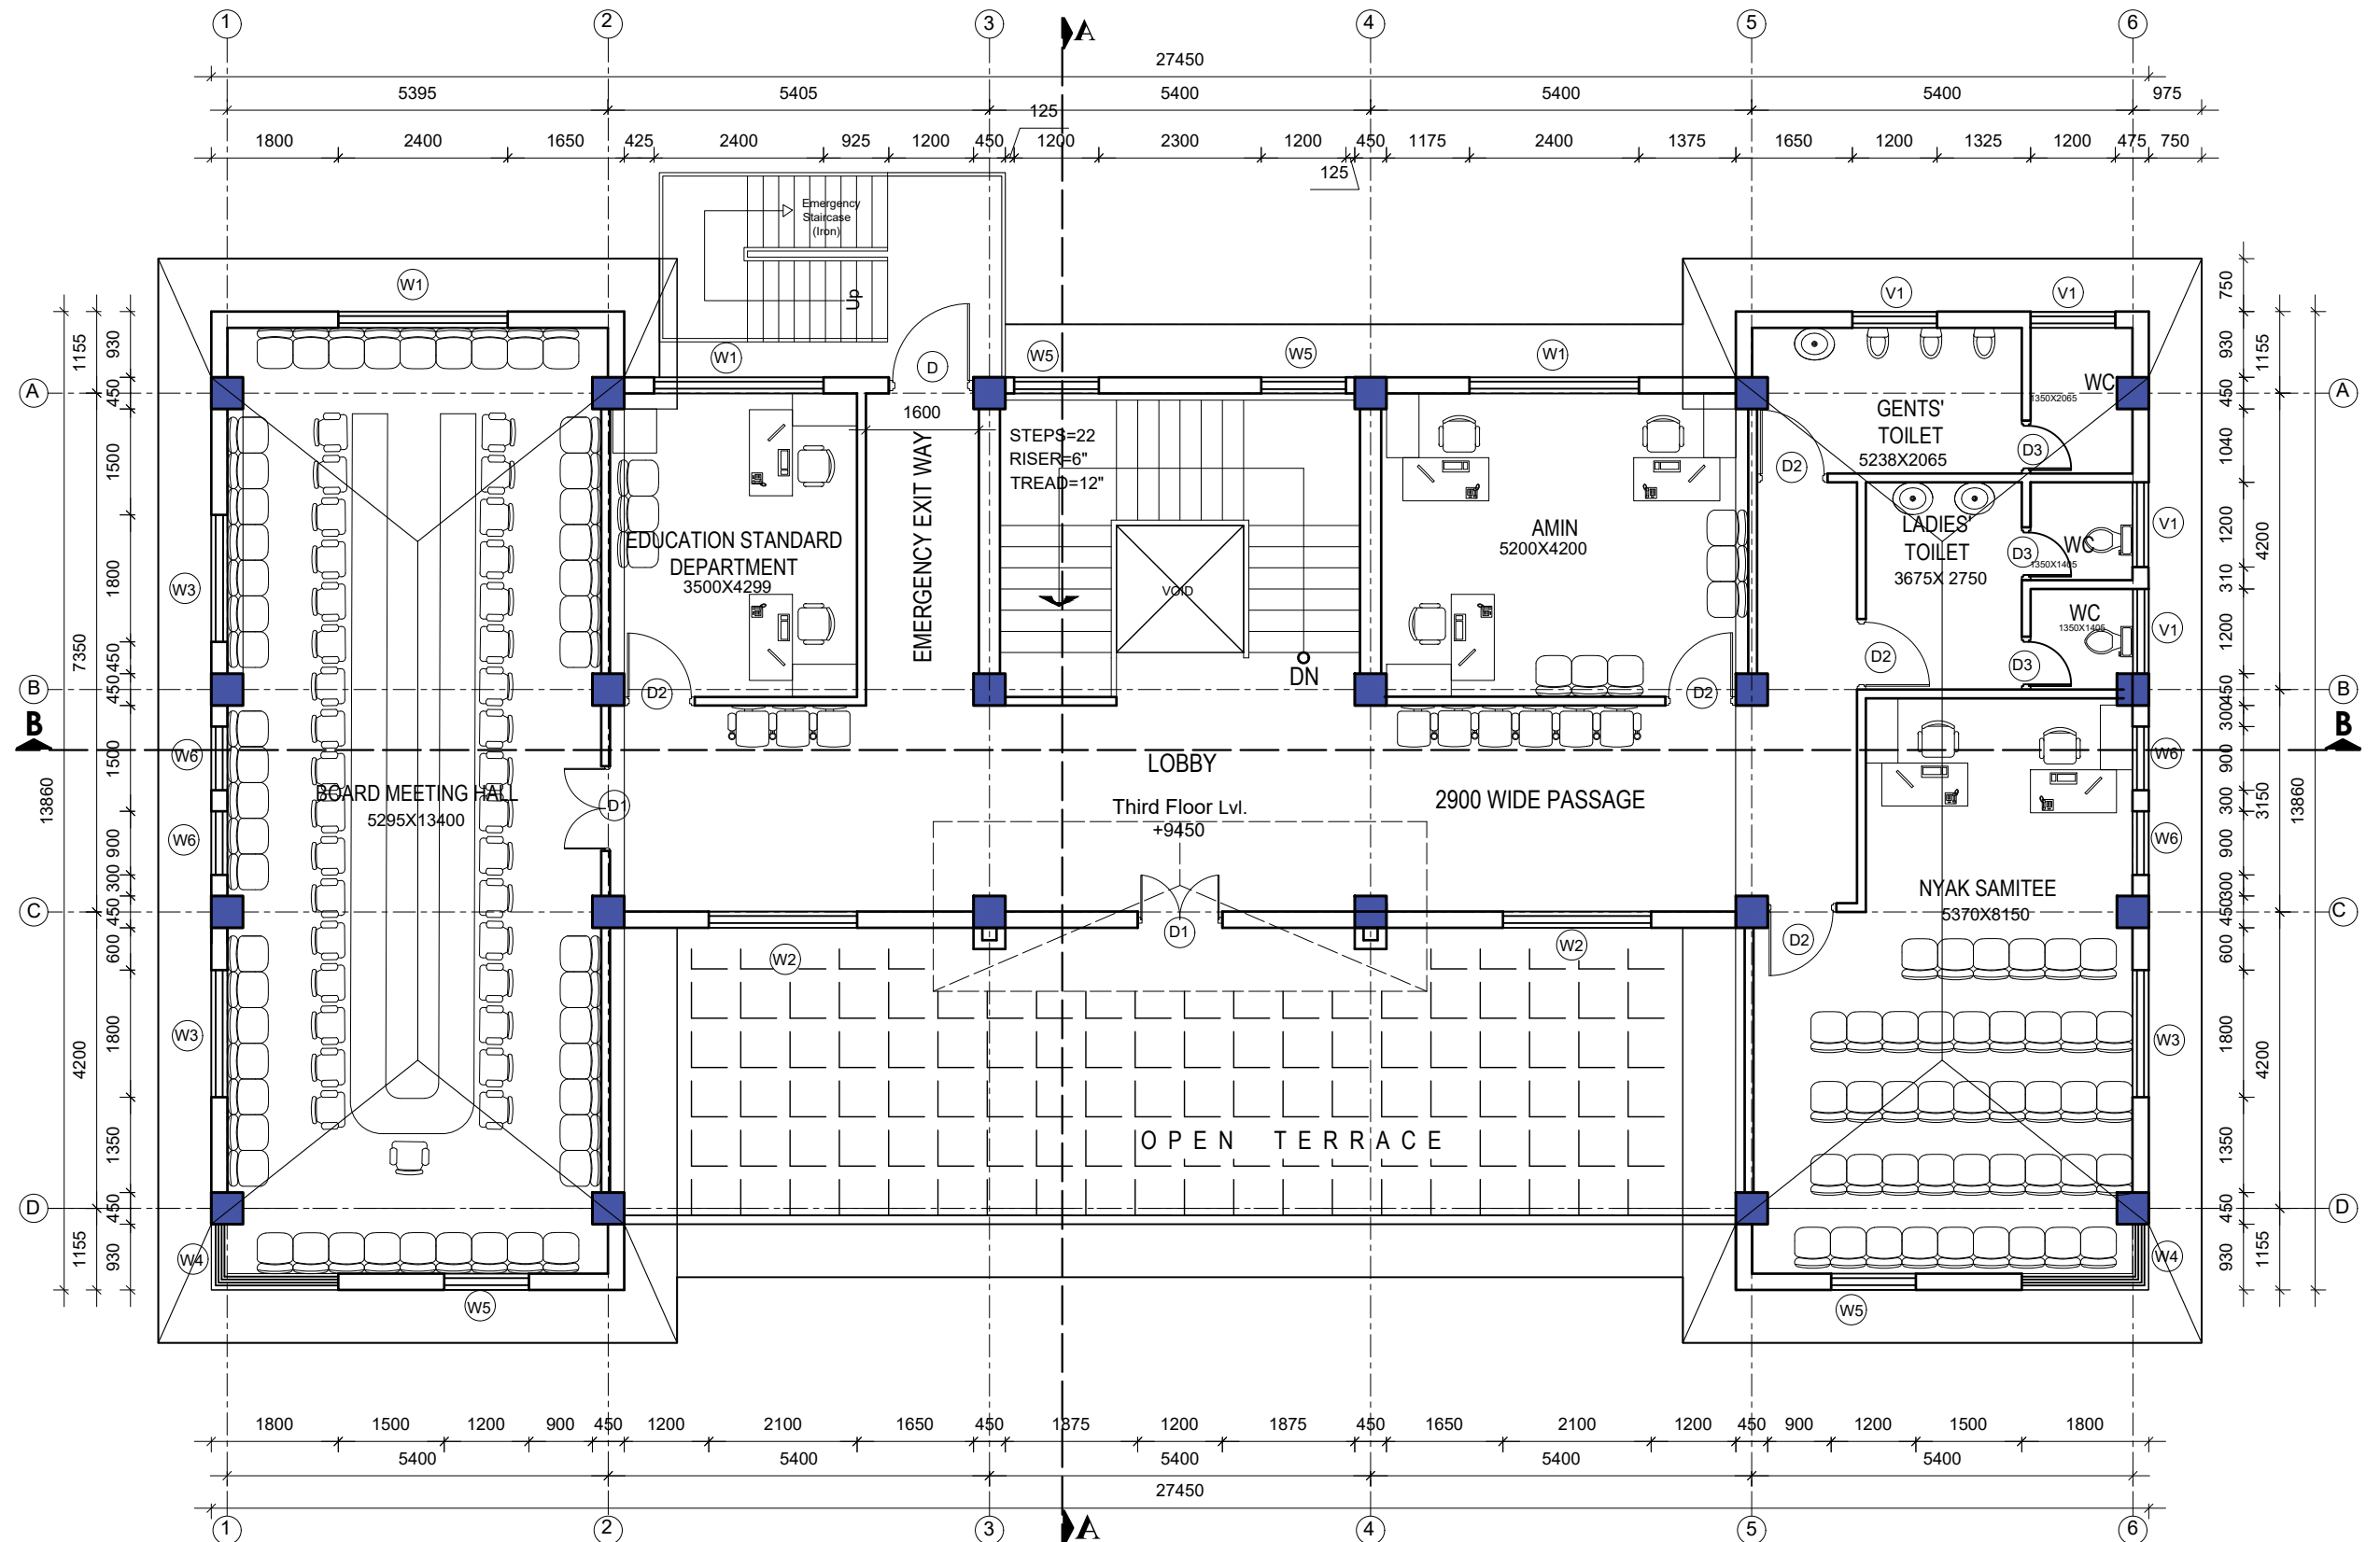 1 2 3 A 4 5 6
27450
5395 5405 5400 5400 5400 975
125
1800 2400 1650 425 2400 925 1200 450 1200 2300 1200 450 1175 2400 1375 1650 1200 1325 1200 475 750
125
Emergency
Staircase
(Iron)
Up
W1
W1
D
W5
W5
W1
V1
V1
A
A
1600
STEPS=22
RISER=6"
TREAD=12"
EMERGENCY EXIT WAY
EDUCATION STANDARD
DEPARTMENT
3500X4299
VOID
DN
AMIN
5200X4200
GENTS'
TOILET
5238X2065
WC
1350X2065
D3
D2
LADIES'
TOILET
3675X 2750
WC
1350X1405
D3
V1
WC
1350X1405
D3
V1
D2
W3
B
B
D2
D2
B
B
W6
W6
LOBBY
BOARD MEETING HALL
5295X13400
D1
Third Floor Lvl.
+9450
2900 WIDE PASSAGE
W6
W6
NYAK SAMITEE
5370X8150
C
C
D1
D2
W2
W2
W3
W3
OPEN TERRACE
D
D
W4
W4
W5
W5
13860
1155
7350
4200
1155
930
450
1500
1800
450
450
1500
900
300
450
600
1800
1350
450
930
750
930
450
1040
1200
310
1200
450
300
900
300
900
300
450
600
1800
1350
450
930
1155
4200
3150
4200
1155
13860
1800 1500 1200 900 450 1200 2100 1650 450 1875 1200 1875 450 1650 2100 1200 450 900 1200 1500 1800
5400 5400 5400 5400 5400
27450
1 2 3 A 4 5 6